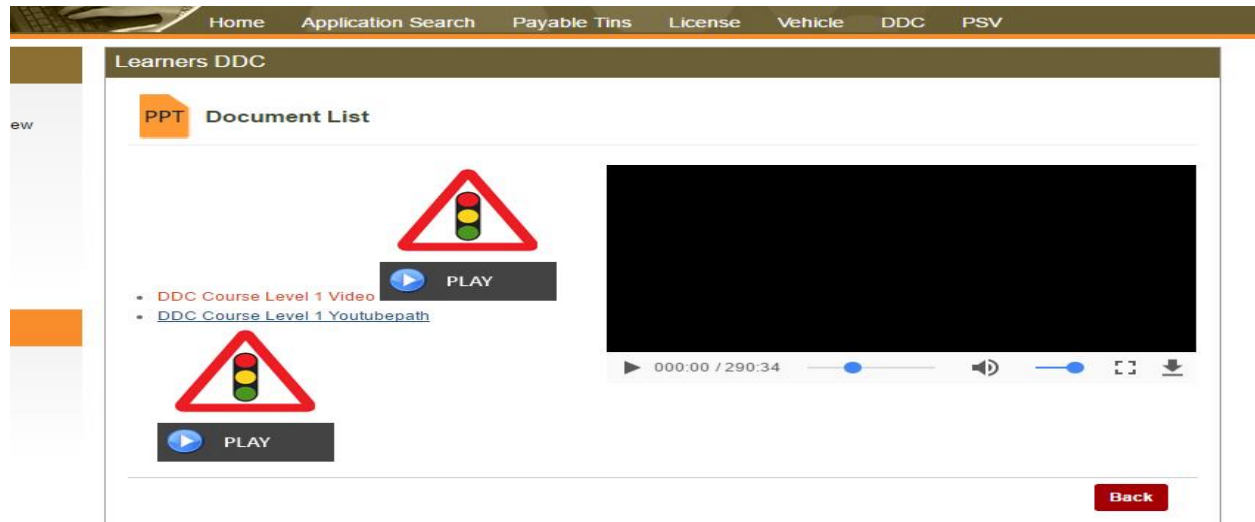 Home Application Search Payable Tins License Vehicle DDC PSV
Learners DDC
ew
PPT Document List
PLAY
DDC Course Level 1 Video
DDC Course Level 1 Youtubepath
000:00 / 290:34
PLAY
Back